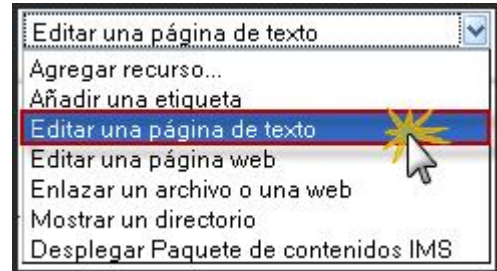 Editar una página de texto
Agregar recurso...
Añadir una etiqueta
Editar una página de texto
Editar una página web
Enlazar un archivo o una web
Mostrar un directorio
Desplegar Paquete de contenidos IMS